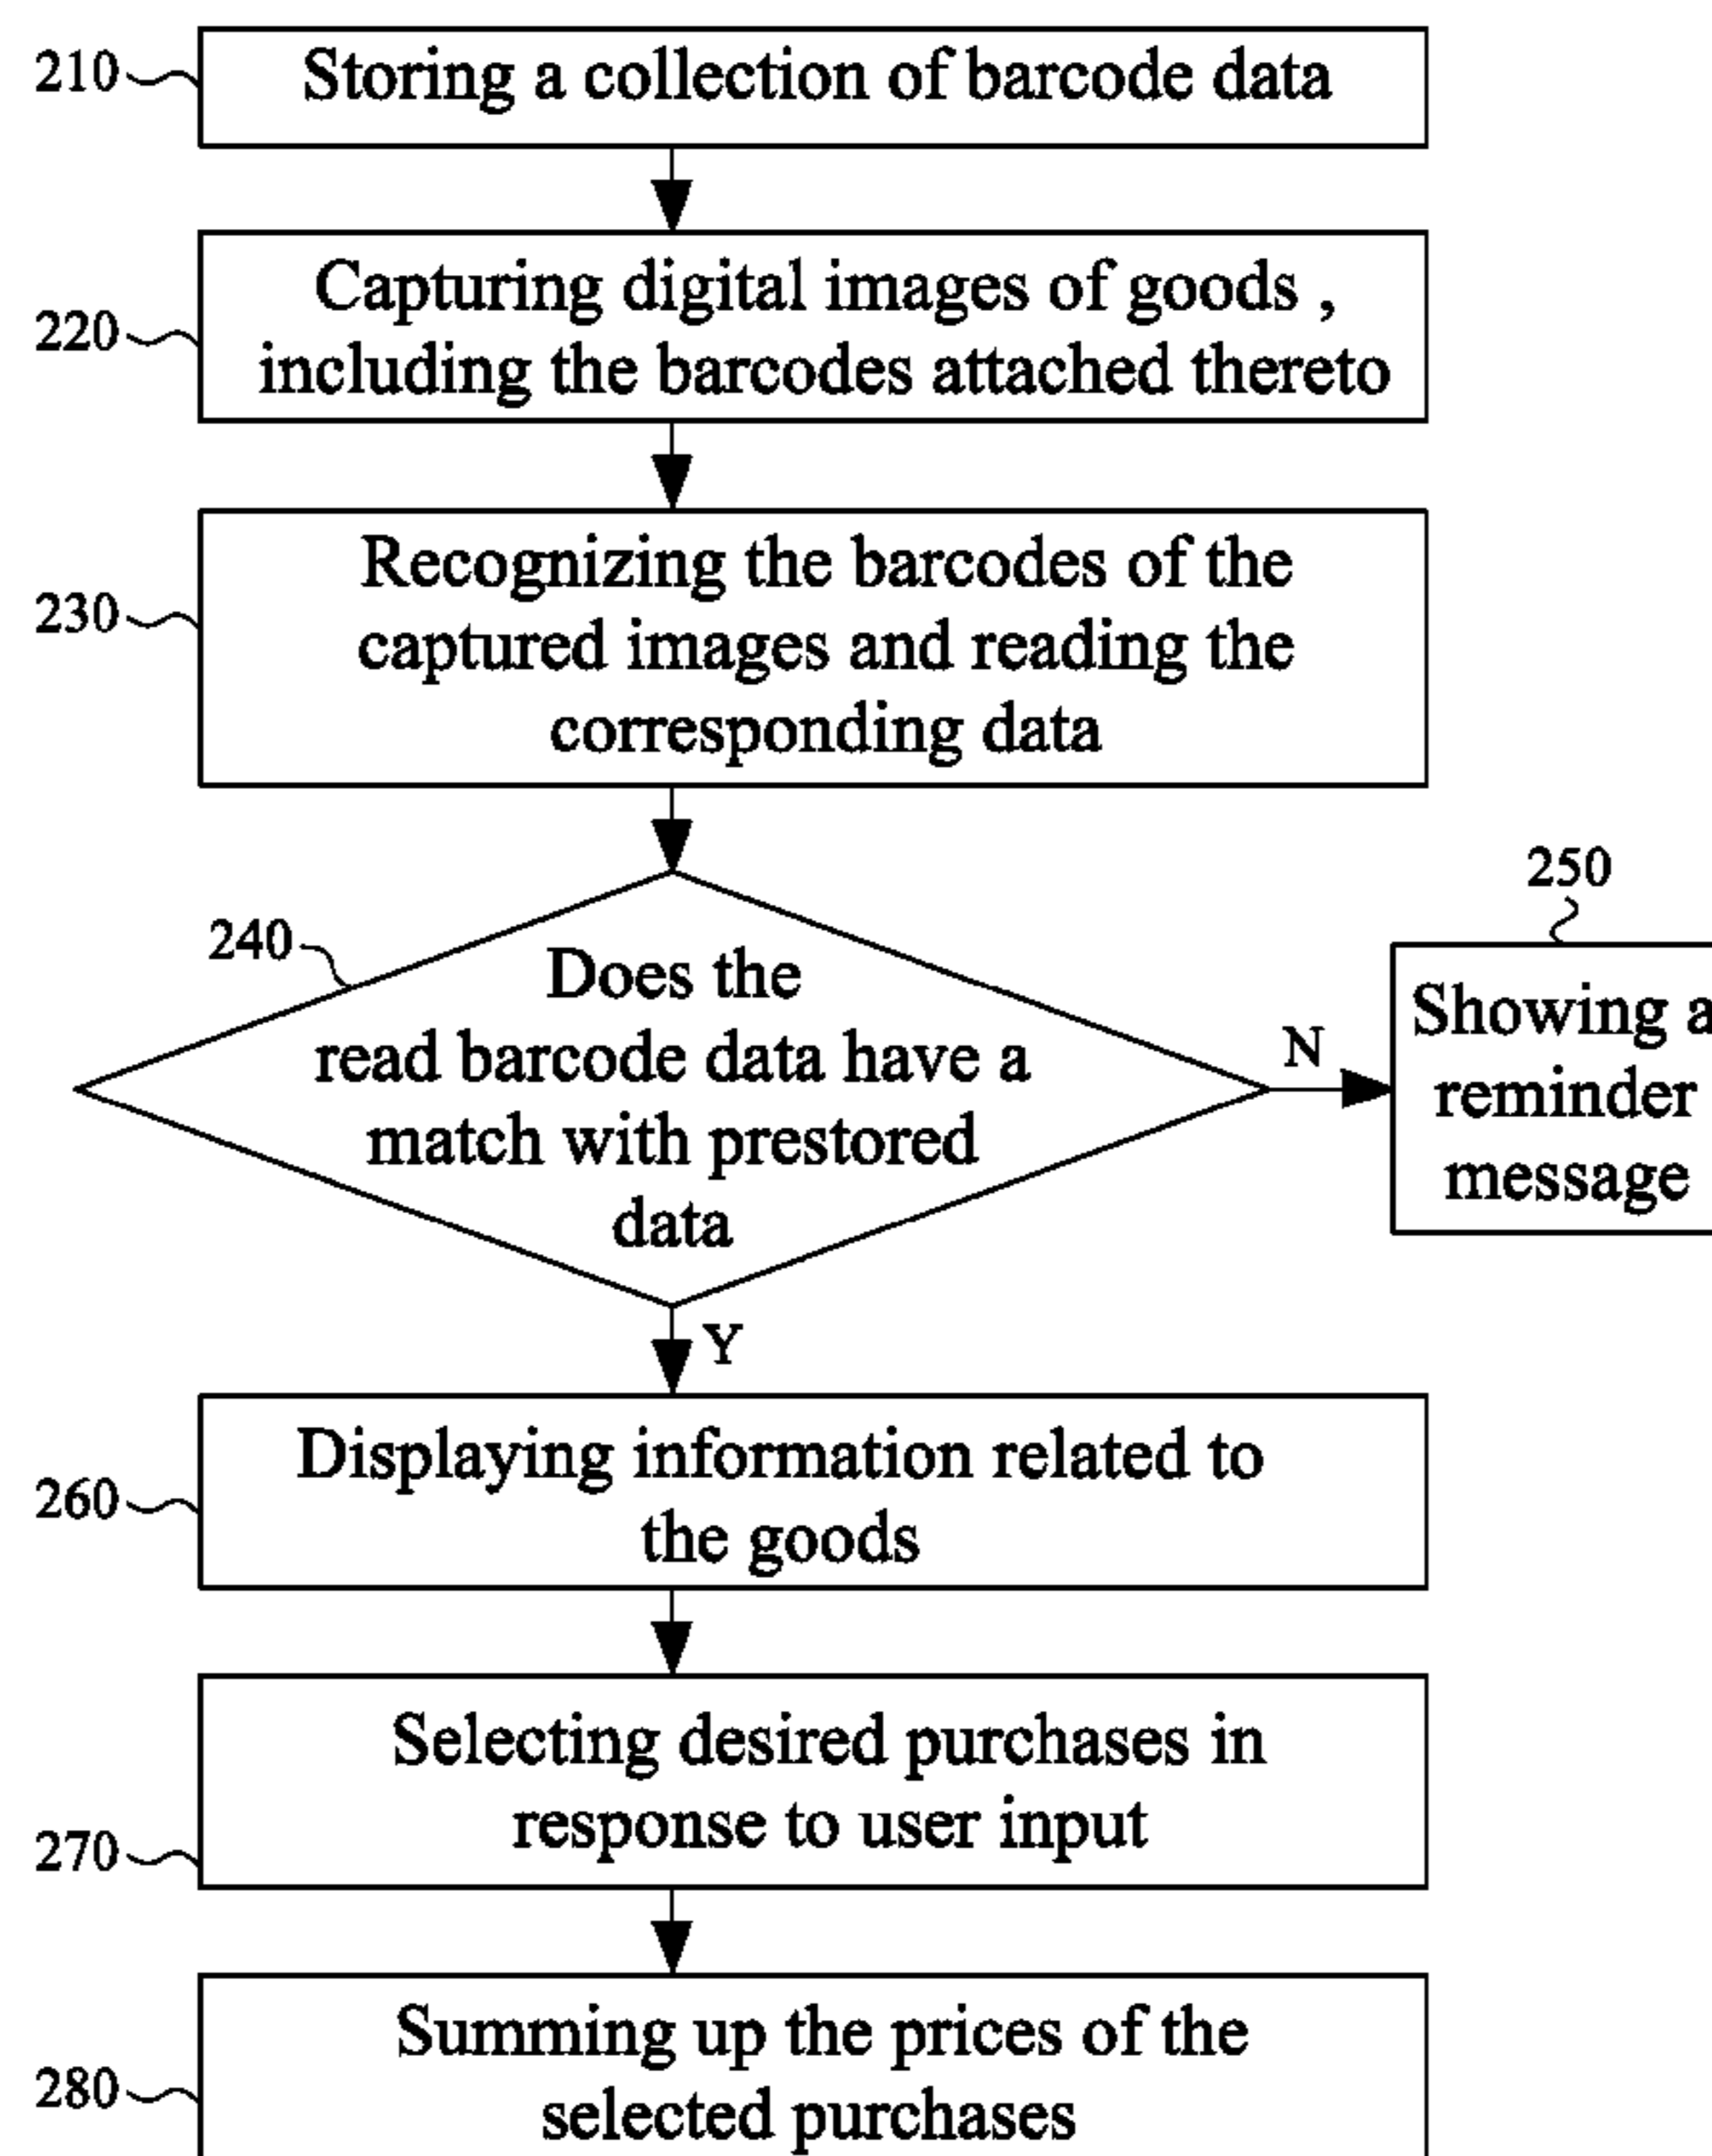 210
Storing a collection of barcode data
220
Capturing digital images of goods ,
including the barcodes attached thereto
230
Recognizing the barcodes of the
captured images and reading the
corresponding data
240
Does the
read barcode data have a
match with prestored
data
N
250
Showing a
reminder
message
Y
260
Displaying information related to
the goods
270
Selecting desired purchases in
response to user input
280
Summing up the prices of the
selected purchases